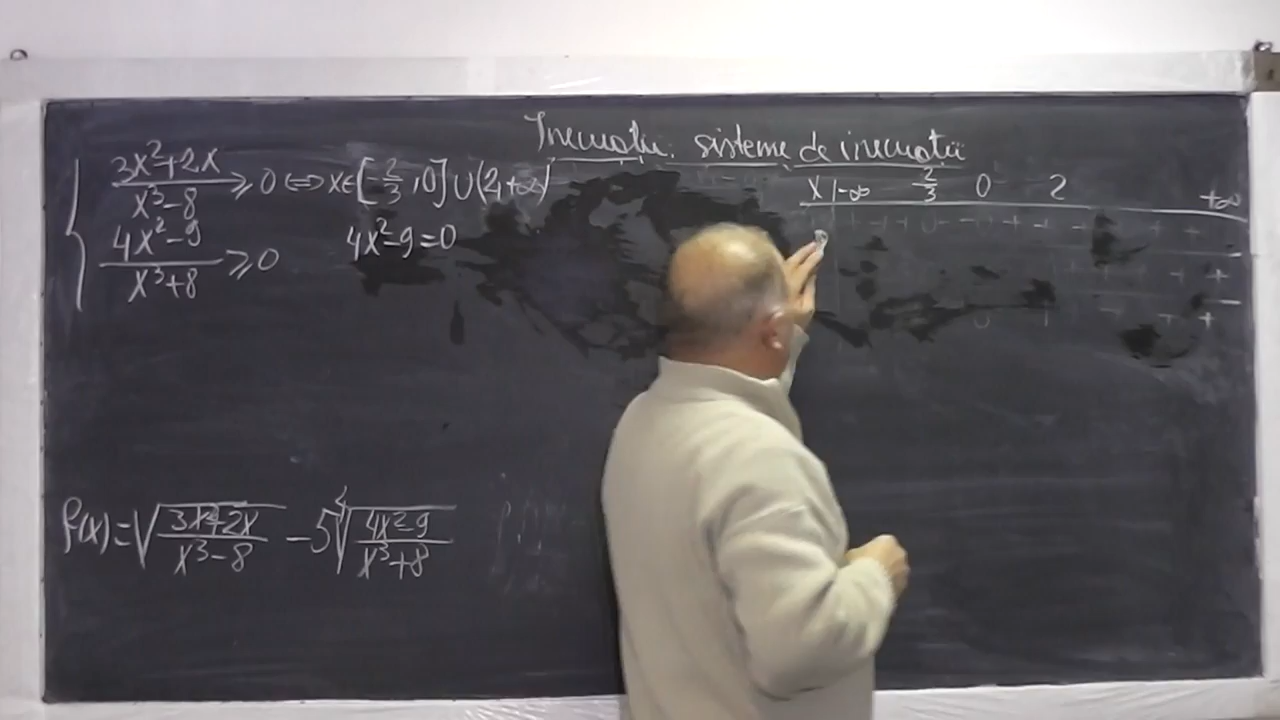 Inecuații. sisteme de inecuații
3x²+2x / x³-8 ≥ 0 ⇔ x∈[-2/3, 0] ∪ (2, +∞)
4x²-9 / x³+8 ≥ 0
4x²-9=0
x | -∞ -2/3 0 2 +∞
f(x) = √(3x²+2x / x³-8) - 5 ⁴√(4x²-9 / x³+8)